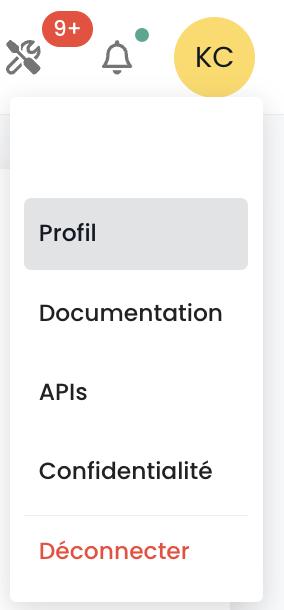 9+
KC
Profil
Documentation
APIs
Confidentialité
Déconnecter